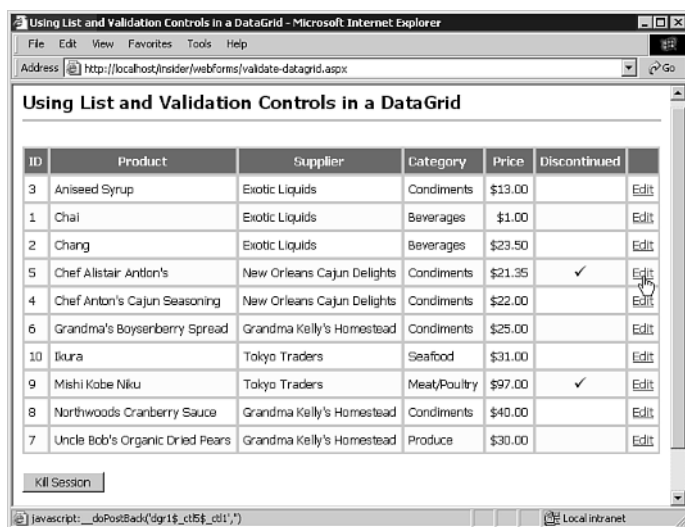 Using List and Validation Controls in a DataGrid - Microsoft Internet Explorer
File Edit View Favorites Tools Help
Address http://localhost/insider/webforms/validate-datagrid.aspx Go
Using List and Validation Controls in a DataGrid
ID Product Supplier Category Price Discontinued
3 Aniseed Syrup Exotic Liquids Condiments $13.00 Edit
1 Chai Exotic Liquids Beverages $1.00 Edit
2 Chang Exotic Liquids Beverages $23.50 Edit
5 Chef Alistair Antlon's New Orleans Cajun Delights Condiments $21.35 ✓ Edit
4 Chef Anton's Cajun Seasoning New Orleans Cajun Delights Condiments $22.00 Edit
6 Grandma's Boysenberry Spread Grandma Kelly's Homestead Condiments $25.00 Edit
10 Ikura Tokyo Traders Seafood $31.00 Edit
9 Mishi Kobe Niku Tokyo Traders Meat/Poultry $97.00 ✓ Edit
8 Northwoods Cranberry Sauce Grandma Kelly's Homestead Condiments $40.00 Edit
7 Uncle Bob's Organic Dried Pears Grandma Kelly's Homestead Produce $30.00 Edit
Kill Session
javascript:__doPostBack('dgr1$_ctl5$_ctl1','') Local intranet